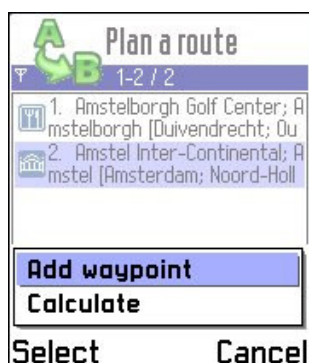 A
B
Plan a route
1-2 / 2
1. Amstelborgh Golf Center; A
mstelborgh [Duivendrecht; Ou
2. Amstel Inter-Continental; A
mstel [Amsterdam; Noord-Holl
Add waypoint
Calculate
Select Cancel